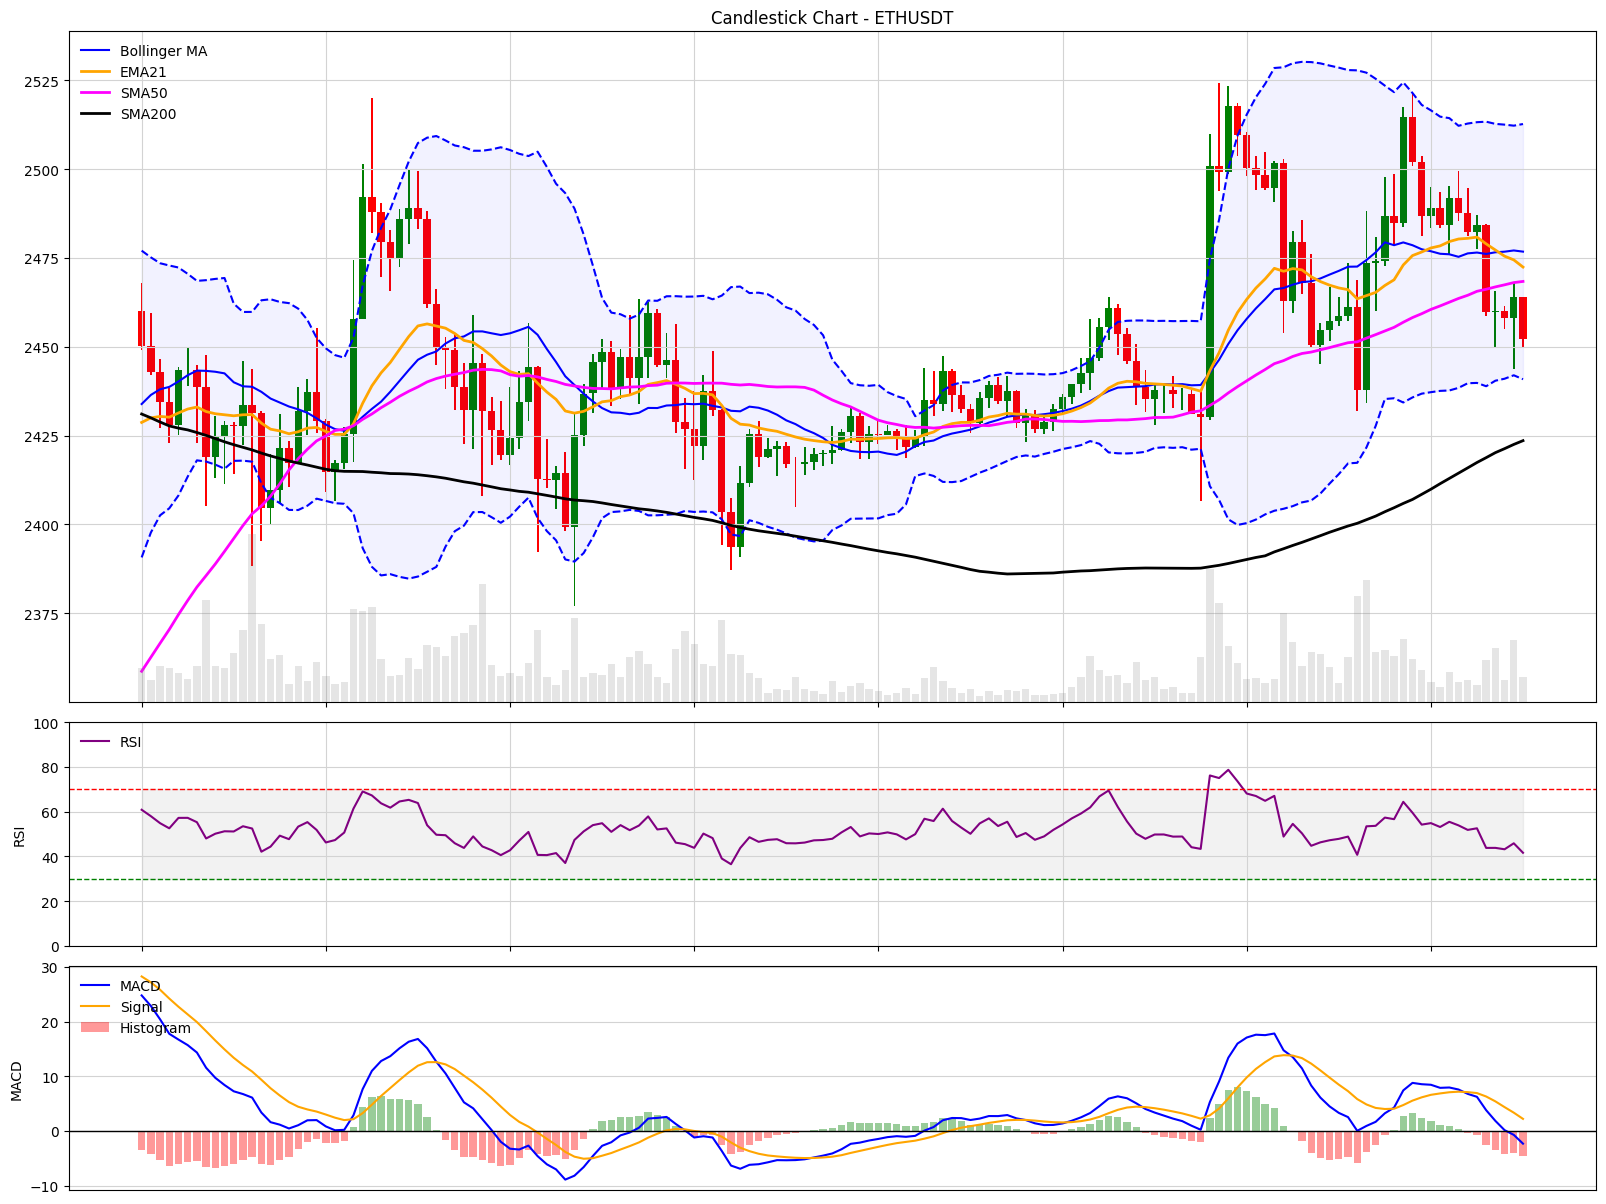 Candlestick Chart - ETHUSDT
Bollinger MA
EMA21
SMA50
SMA200
2525
2500
2475
2450
2425
2400
2375
RSI
100
80
60
40
20
0
RSI
MACD
Signal
Histogram
30
20
10
0
−10
MACD